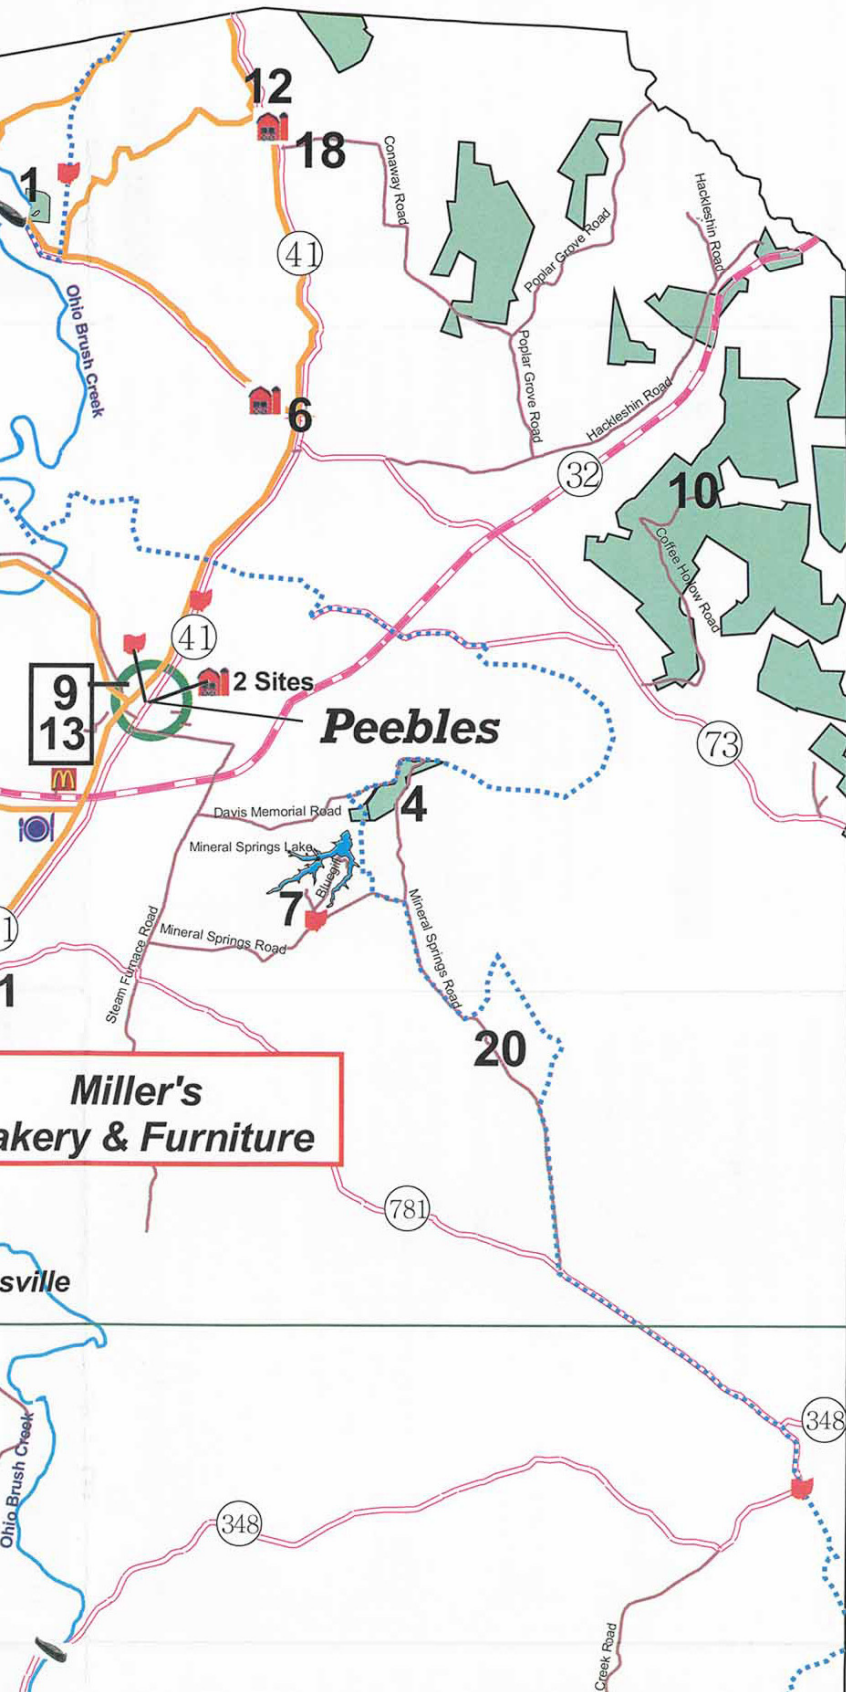 12
18
Conaway Road
1
41
Poplar Grove Road
Hackleshin Road
Ohio Brush Creek
Poplar Grove Road
Hackleshin Road
6
32
10
Coffee Hollow Road
41
9
13
2 Sites
Peebles
73
Davis Memorial Road
4
Mineral Springs Lake
Bluegill
7
Mineral Springs Road
Mineral Springs Road
Steam Furnace Road
1
1
20
Miller's
akery & Furniture
781
sville
348
Ohio Brush Creek
348
Creek Road